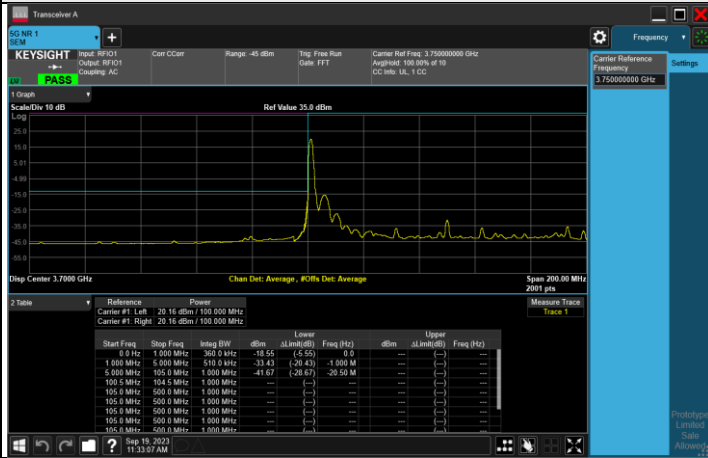 Transceiver A
5G NR 1
SEM
Frequency
KEYSIGHT
Input: RFIO1
Output: RFIO1
Coupling: AC
Corr CCorr
Range: -45 dBm
Trig: Free Run
Gate: FFT
Carrier Ref Freq: 3.750000000 GHz
Avg|Hold: 100.00% of 10
CC Info: UL, 1 CC
PASS
Carrier Reference
Frequency
3.750000000 GHz
Settings
1 Graph
Scale/Div 10 dB
Ref Value 35.0 dBm
Log
25.0
15.0
5.01
-4.99
-15.0
-25.0
-35.0
-45.0
-55.0
Disp Center 3.7000 GHz
Chan Det: Average, #Offs Det: Average
Span 200.00 MHz
2001 pts
2 Table
Reference Power
Carrier #1: Left 20.16 dBm / 100.000 MHz
Carrier #1: Right 20.16 dBm / 100.000 MHz
Measure Trace
Trace 1
Lower Upper
Start Freq Stop Freq Integ BW dBm ΔLimit(dB) Freq (Hz) dBm ΔLimit(dB) Freq (Hz)
0.0 Hz 1.000 MHz 360.0 kHz -18.55 (-5.55) 0.0 --- (---) ---
1.000 MHz 5.000 MHz 510.0 kHz -33.43 (-20.43) -1.000 M --- (---) ---
5.000 MHz 105.0 MHz 1.000 MHz -41.67 (-28.67) -20.50 M --- (---) ---
100.5 MHz 104.5 MHz 1.000 MHz --- (---) --- --- (---) ---
105.0 MHz 500.0 MHz 1.000 MHz --- (---) --- --- (---) ---
105.0 MHz 500.0 MHz 1.000 MHz --- (---) --- --- (---) ---
105.0 MHz 500.0 MHz 1.000 MHz --- (---) --- --- (---) ---
105.0 MHz 500.0 MHz 1.000 MHz --- (---) --- --- (---) ---
Prototype
Limited
Sale
Allowed
?
Sep 19, 2023
11:33:07 AM